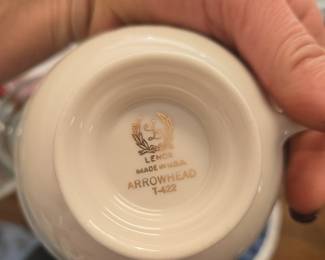 L
LENOX
MADE IN U.S.A.
ARROWHEAD
T-422